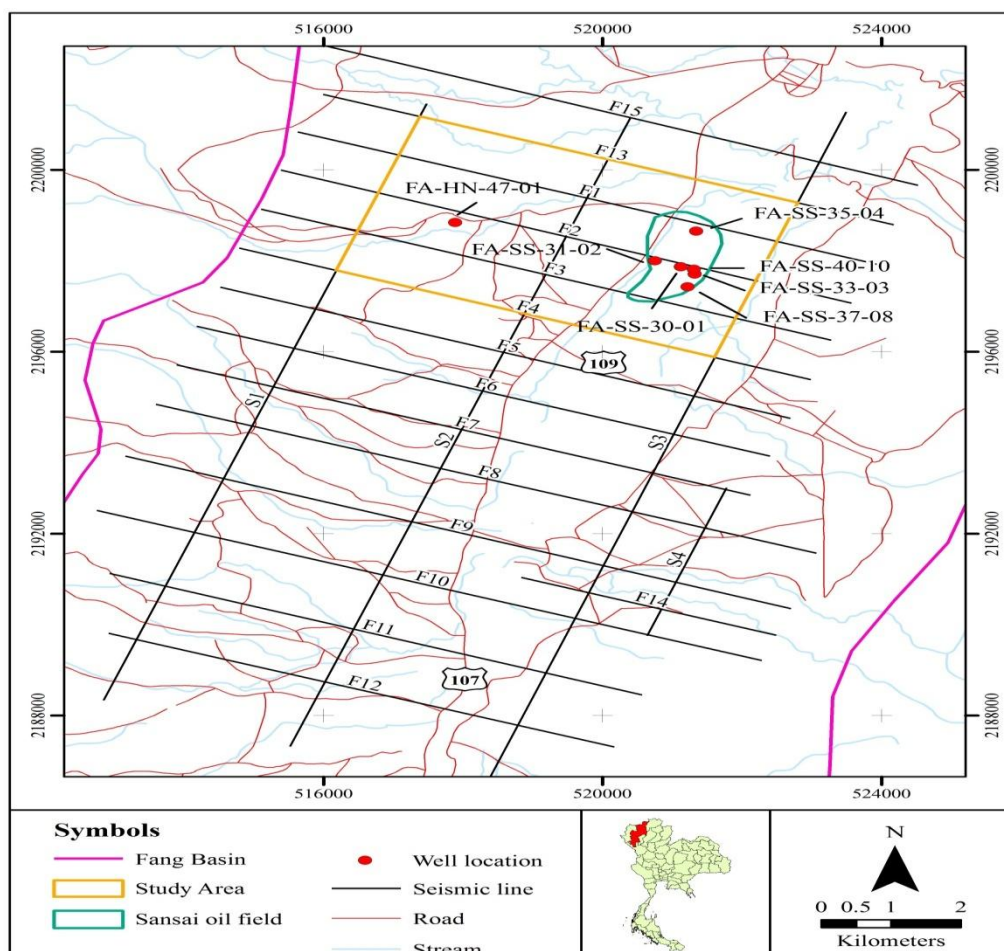 516000 520000 524000
F15
2200000 2200000
F13
FA-HN-47-01
F1
FA-SS-35-04
F2
FA-SS-31-02
FA-SS-40-10
F3
FA-SS-33-03
FA-SS-30-01
FA-SS-37-08
F4
2196000 2196000
F5
109
F6
S1
F7
S2
S3
F8
2192000 2192000
F9
S4
F10
F14
F11
107
F12
2188000 2188000
516000 520000 524000
Symbols
Fang Basin
Well location
Study Area
Seismic line
Sansai oil field
Road
Stream
N
0 0.5 1 2
Kilometers